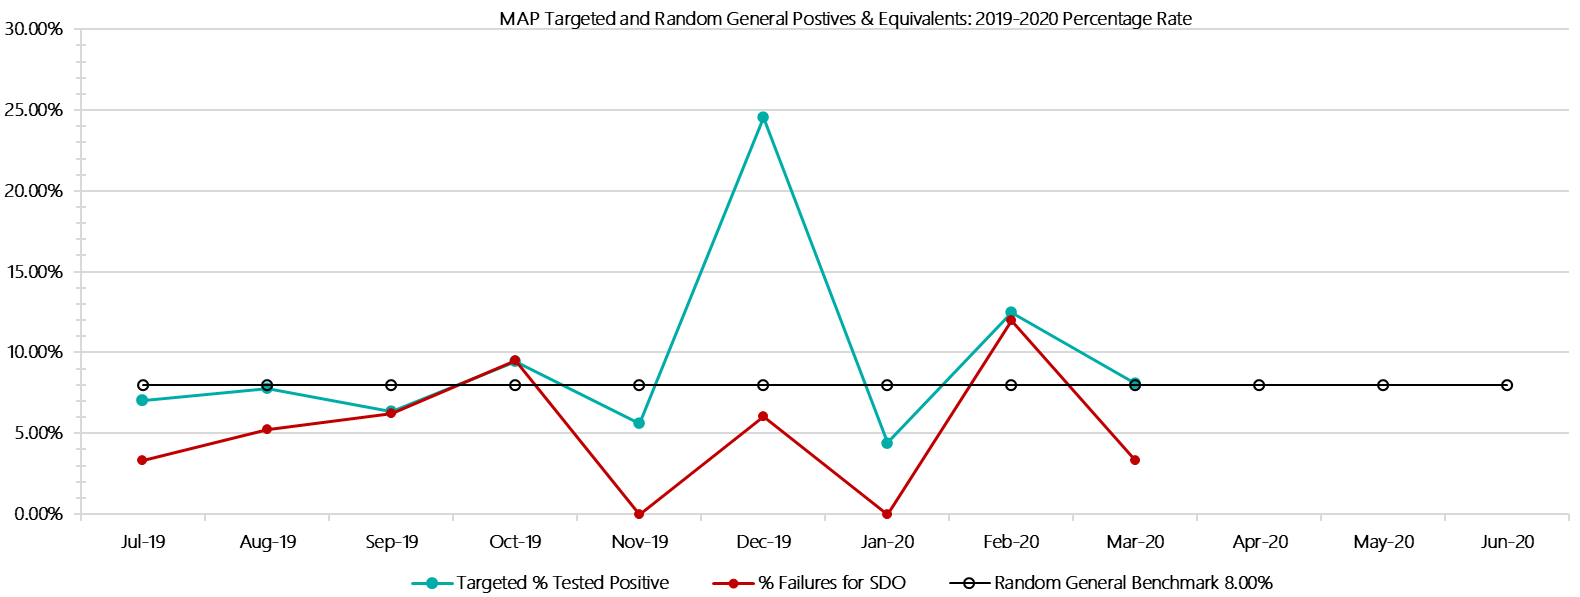 MAP Targeted and Random General Postives & Equivalents: 2019-2020 Percentage Rate
30.00%
25.00%
20.00%
15.00%
10.00%
5.00%
0.00%
Jul-19 Aug-19 Sep-19 Oct-19 Nov-19 Dec-19 Jan-20 Feb-20 Mar-20 Apr-20 May-20 Jun-20
Targeted % Tested Positive % Failures for SDO Random General Benchmark 8.00%